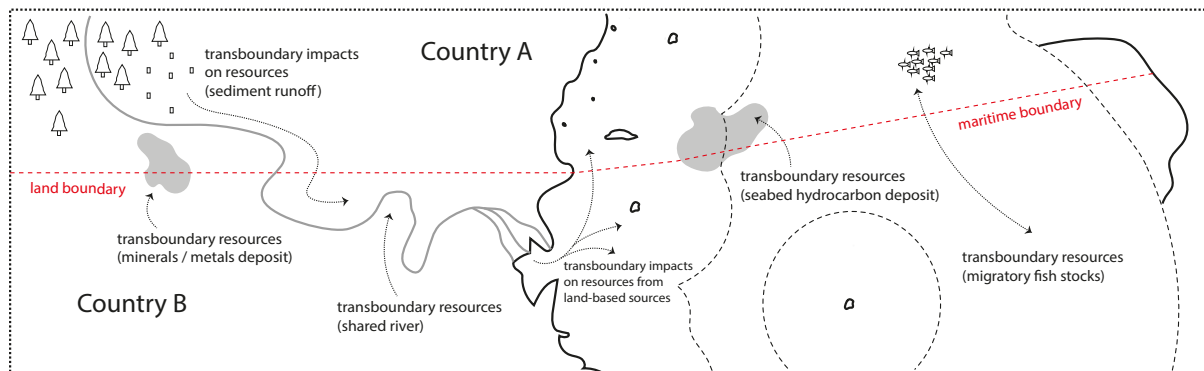 transboundary impacts
on resources
(sediment runoff)
Country A
maritime boundary
land boundary
transboundary resources
(seabed hydrocarbon deposit)
transboundary resources
(minerals / metals deposit)
transboundary impacts
on resources from
land-based sources
transboundary resources
(migratory fish stocks)
Country B
transboundary resources
(shared river)